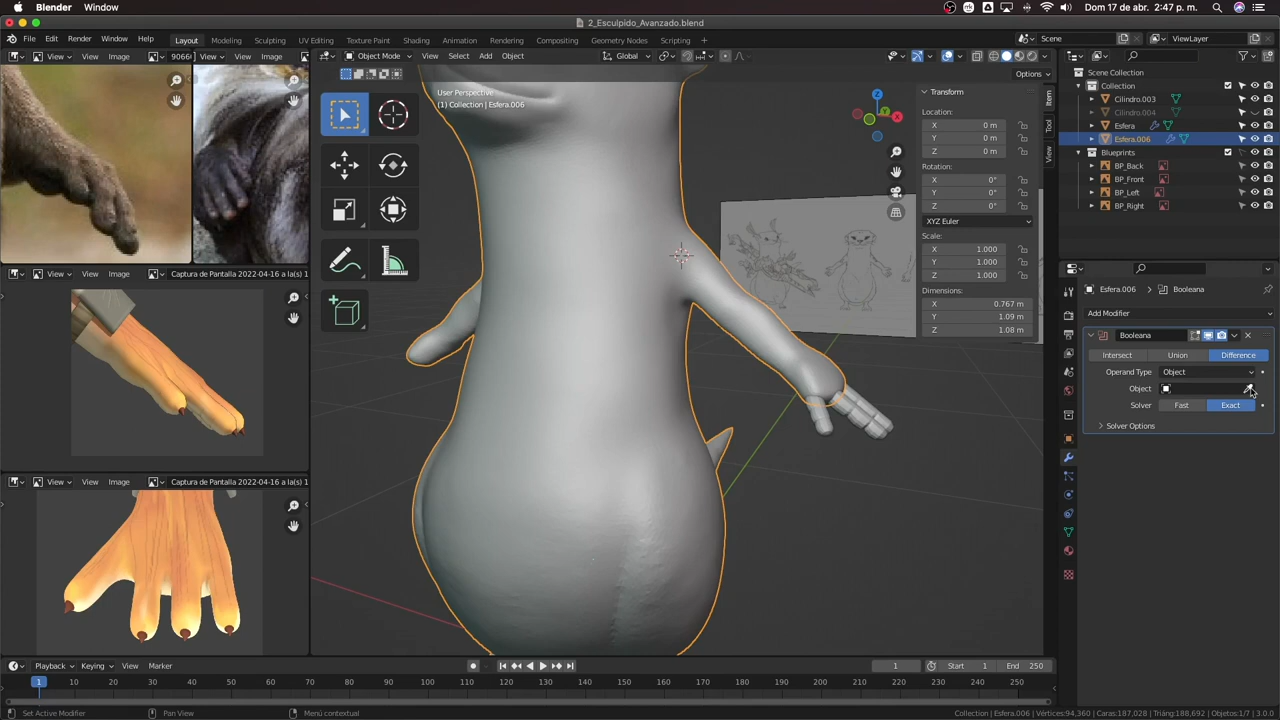 Blender Window
Dom 17 de abr. 2:47 p. m.
2_Esculpido_Avanzado.blend
File Edit Render Window Help
Layout Modeling Sculpting UV Editing Texture Paint Shading Animation Rendering Compositing Geometry Nodes Scripting +
Scene
ViewLayer
View Image
9066
View Image
Object Mode
View Select Add Object
Global
Options
User Perspective
(1) Collection | Esfera.006
Z
Y
X
Transform
Location:
X 0 m
Y 0 m
Z 0 m
Rotation:
X 0°
Y 0°
Z 0°
XYZ Euler
Scale:
X 1.000
Y 1.000
Z 1.000
Dimensions:
X 0.767 m
Y 1.09 m
Z 1.08 m
Item
Tool
View
Scene Collection
Collection
Cilindro.003
Cilindro.004
Esfera
Esfera.006
Blueprints
BP_Back
BP_Front
BP_Left
BP_Right
Esfera.006 > Booleana
Add Modifier
Booleana
Intersect Union Difference
Operand Type Object
Object
Solver Fast Exact
Solver Options
View Image Captura de Pantalla 2022-04-16 a la(s) 1
View Image Captura de Pantalla 2022-04-16 a la(s) 1
Playback Keying View Marker
1 Start 1 End 250
1 10 20 30 40 50 60 70 80 90 100 110 120 130 140 150 160 170 180 190 200 210 220 230 240 250
Set Active Modifier Pan View Menú contextual
Collection | Esfera.006 | Vértices:94,360 | Caras:187,028 | Triáng:188,692 | Objetos:1/7 | 3.0.0